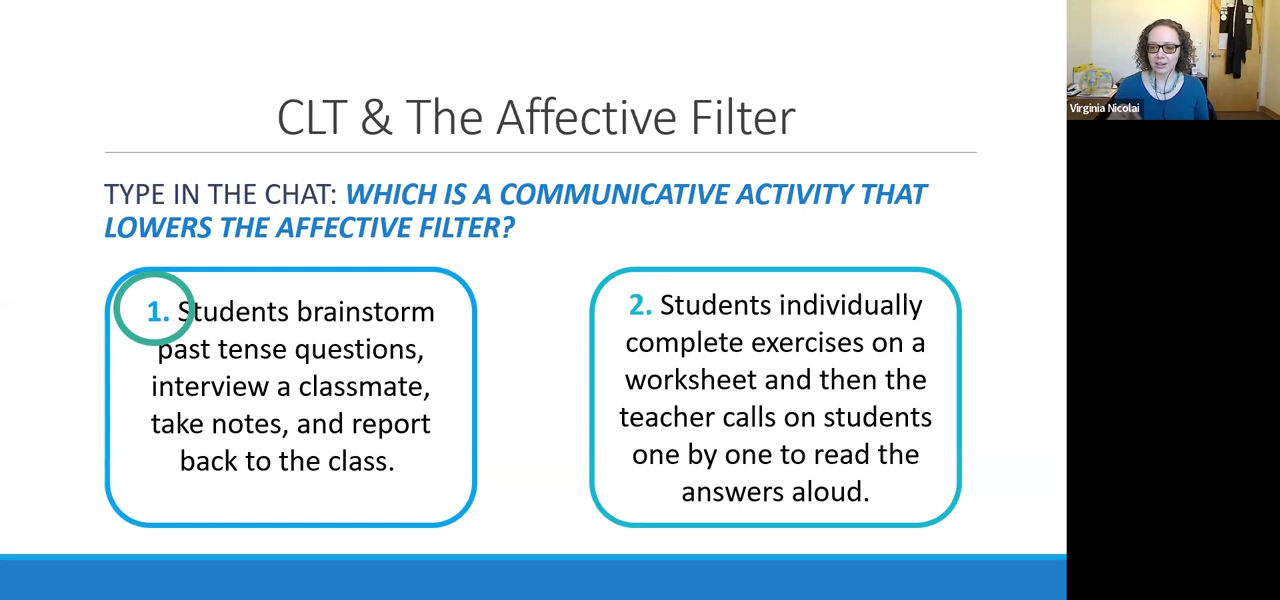 CLT & The Affective Filter
TYPE IN THE CHAT: WHICH IS A COMMUNICATIVE ACTIVITY THAT
LOWERS THE AFFECTIVE FILTER?
1. Students brainstorm
past tense questions,
interview a classmate,
take notes, and report
back to the class.
2. Students individually
complete exercises on a
worksheet and then the
teacher calls on students
one by one to read the
answers aloud.
Virginia Nicolai